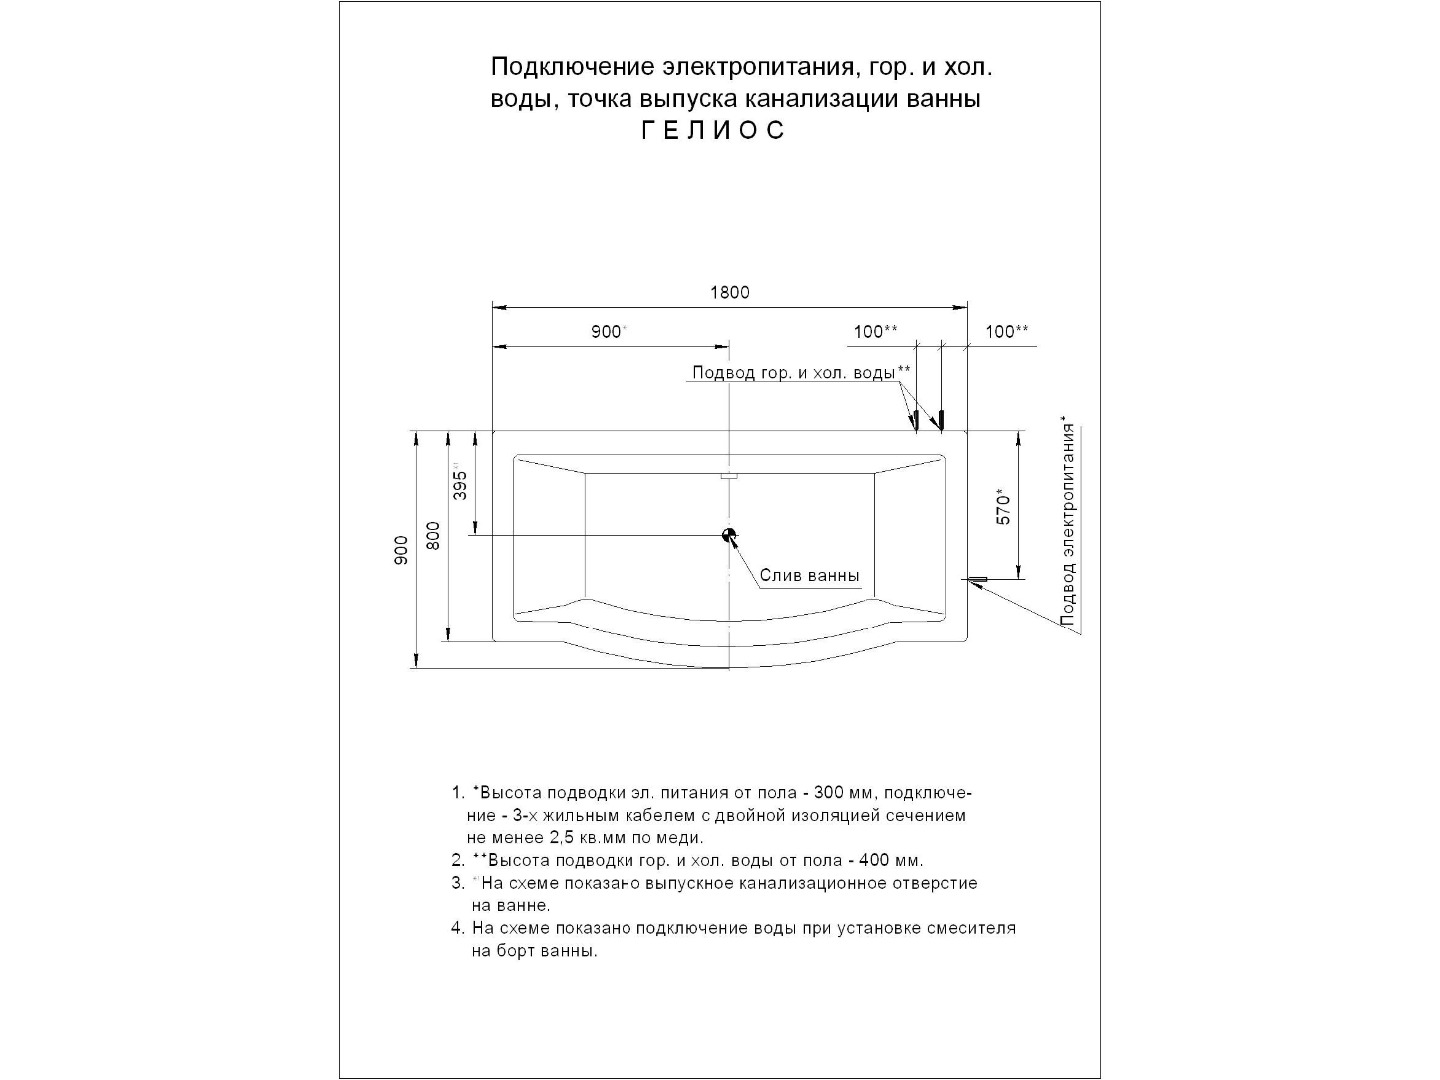 Подключение электропитания, гор. и хол.
воды, точка выпуска канализации ванны
Г Е Л И О С
1800
900*
100**
100**
Подвод гор. и хол. воды**
Подвод электропитания*
395*
800
900
570*
Слив ванны
1. *Высота подводки эл. питания от пола - 300 мм, подключе-
ние - 3-х жильным кабелем с двойной изоляцией сечением
не менее 2,5 кв.мм по меди.
2. **Высота подводки гор. и хол. воды от пола - 400 мм.
3. *На схеме показано выпускное канализационное отверстие
на ванне.
4. На схеме показано подключение воды при установке смесителя
на борт ванны.